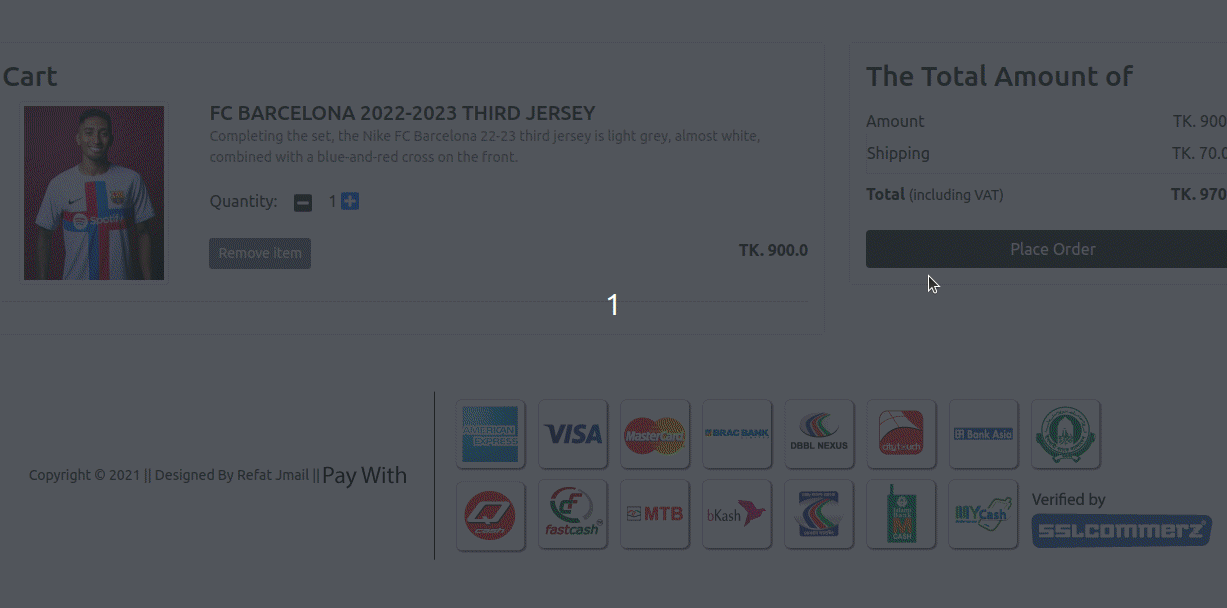 Cart
FC BARCELONA 2022-2023 THIRD JERSEY
Completing the set, the Nike FC Barcelona 22-23 third jersey is light grey, almost white,
combined with a blue-and-red cross on the front.
Quantity: 1
Remove item
TK. 900.0
Spotify
The Total Amount of
Amount TK. 900
Shipping TK. 70.0
Total (including VAT) TK. 970
Place Order
1
Copyright © 2021 || Designed By Refat Jmail || Pay With
AMERICAN EXPRESS
VISA
MasterCard
BRAC BANK
DBBL NEXUS
citytouch
Bank Asia
Q cash
fastcash
MTB
bKash
M CASH
MYCash
Verified by
SSLCOMMERZ